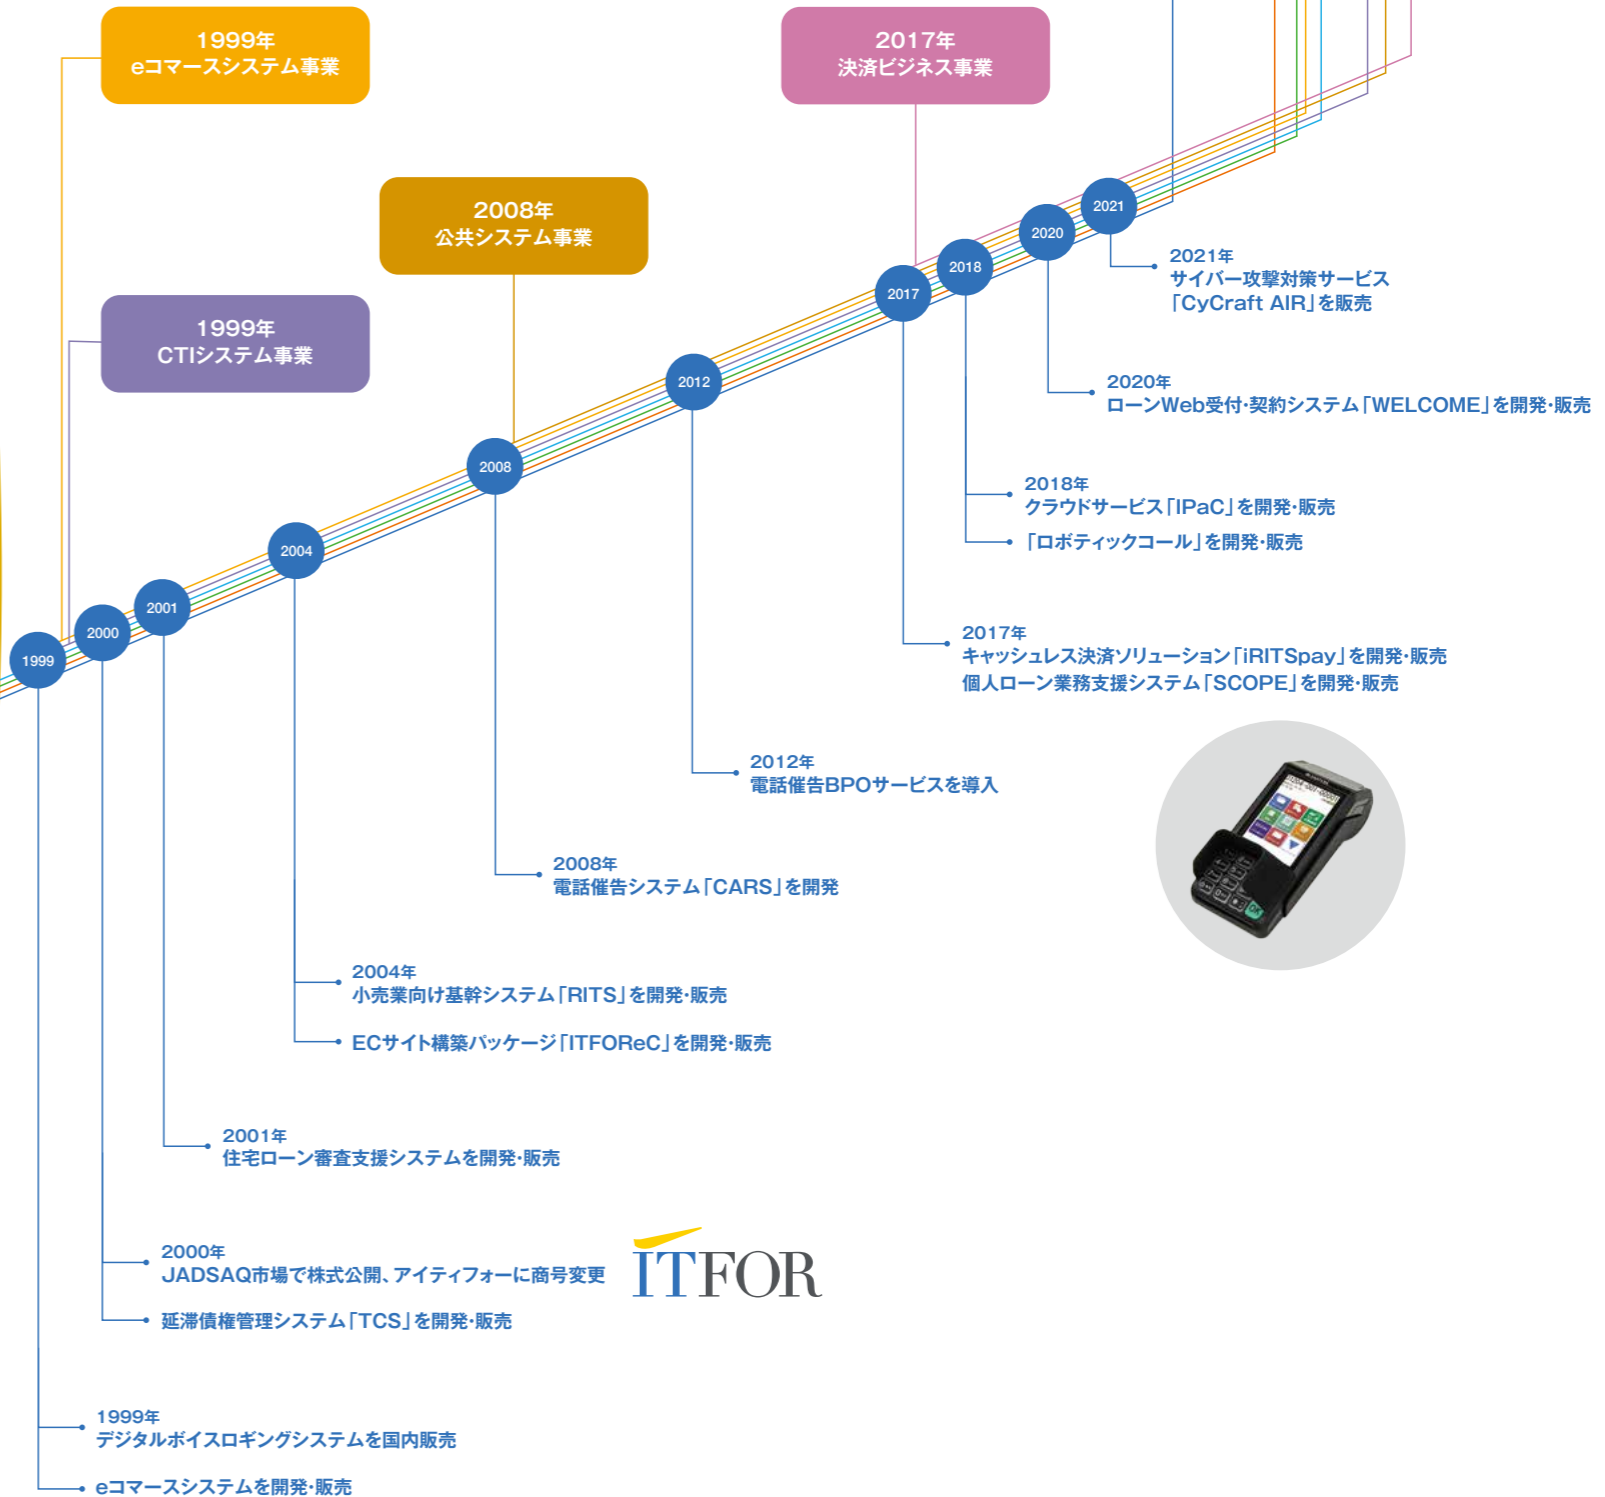 1999年
eコマースシステム事業
2017年
決済ビジネス事業
2008年
公共システム事業
1999年
CTIシステム事業
2021
2020
2018
2017
2012
2008
2004
2001
2000
1999
2021年
サイバー攻撃対策サービス
「CyCraft AIR」を販売
2020年
ローンWeb受付・契約システム「WELCOME」を開発・販売
2018年
クラウドサービス「IPaC」を開発・販売
「ロボティックコール」を開発・販売
2017年
キャッシュレス決済ソリューション「iRITSpay」を開発・販売
個人ローン業務支援システム「SCOPE」を開発・販売
2012年
電話催告BPOサービスを導入
2008年
電話催告システム「CARS」を開発
2004年
小売業向け基幹システム「RITS」を開発・販売
ECサイト構築パッケージ「ITFOReC」を開発・販売
2001年
住宅ローン審査支援システムを開発・販売
2000年
JADSAQ市場で株式公開、アイティフォーに商号変更
ITFOR
延滞債権管理システム「TCS」を開発・販売
1999年
デジタルボイスロギングシステムを国内販売
eコマースシステムを開発・販売
OK